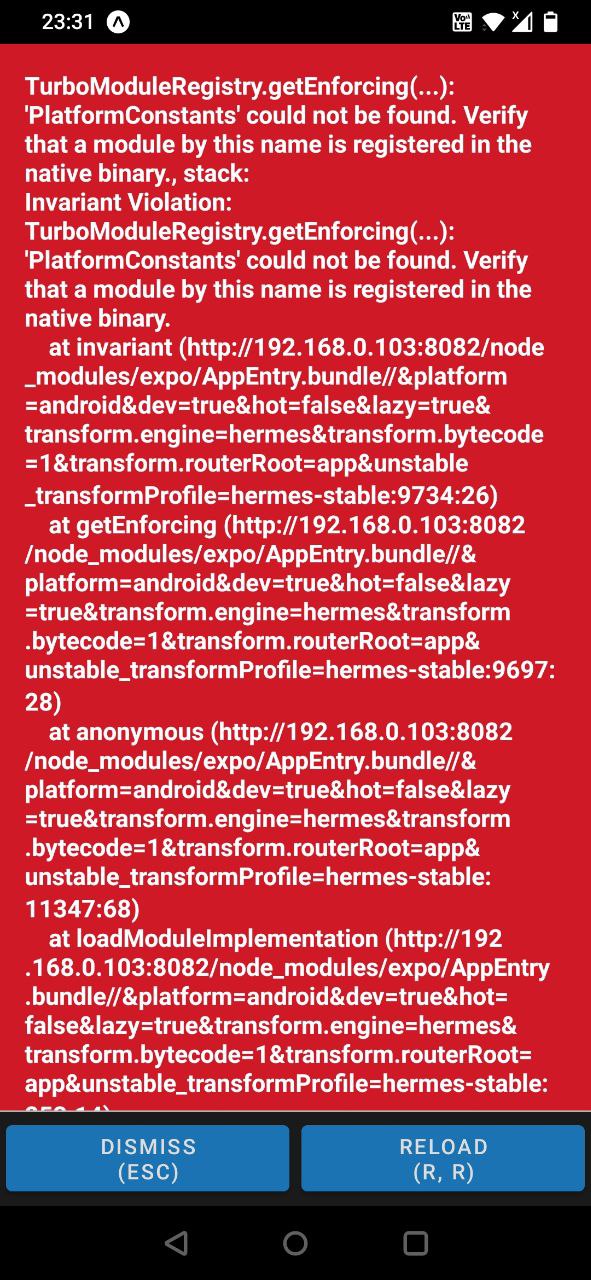 23:31
Vo) LTE
X
TurboModuleRegistry.getEnforcing(...):
'PlatformConstants' could not be found. Verify
that a module by this name is registered in the
native binary., stack:
Invariant Violation:
TurboModuleRegistry.getEnforcing(...):
'PlatformConstants' could not be found. Verify
that a module by this name is registered in the
native binary.
at invariant (http://192.168.0.103:8082/node
_modules/expo/AppEntry.bundle//&platform
=android&dev=true&hot=false&lazy=true&
transform.engine=hermes&transform.bytecode
=1&transform.routerRoot=app&unstable
_transformProfile=hermes-stable:9734:26)
at getEnforcing (http://192.168.0.103:8082
/node_modules/expo/AppEntry.bundle//&
platform=android&dev=true&hot=false&lazy
=true&transform.engine=hermes&transform
.bytecode=1&transform.routerRoot=app&
unstable_transformProfile=hermes-stable:9697:
28)
at anonymous (http://192.168.0.103:8082
/node_modules/expo/AppEntry.bundle//&
platform=android&dev=true&hot=false&lazy
=true&transform.engine=hermes&transform
.bytecode=1&transform.routerRoot=app&
unstable_transformProfile=hermes-stable:
11347:68)
at loadModuleImplementation (http://192
.168.0.103:8082/node_modules/expo/AppEntry
.bundle//&platform=android&dev=true&hot=
false&lazy=true&transform.engine=hermes&
transform.bytecode=1&transform.routerRoot=
app&unstable_transformProfile=hermes-stable:
DISMISS
(ESC)
RELOAD
(R, R)